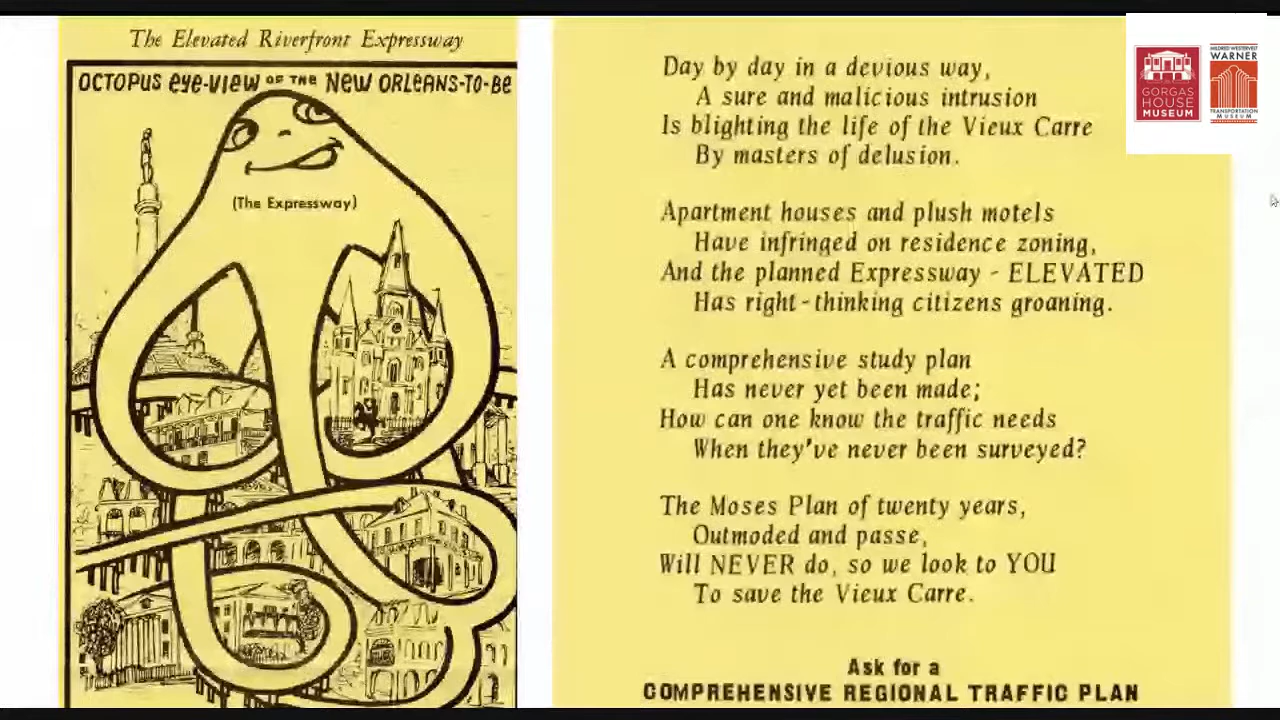 The Elevated Riverfront Expressway
OCTOPUS eye-VIEW OF THE NEW ORLEANS-TO-BE
(The Expressway)
Day by day in a devious way,
A sure and malicious intrusion
Is blighting the life of the Vieux Carre
By masters of delusion.
Apartment houses and plush motels
Have infringed on residence zoning,
And the planned Expressway - ELEVATED
Has right-thinking citizens groaning.
A comprehensive study plan
Has never yet been made;
How can one know the traffic needs
When they've never been surveyed?
The Moses Plan of twenty years,
Outmoded and passe,
Will NEVER do, so we look to YOU
To save the Vieux Carre.
Ask for a
COMPREHENSIVE REGIONAL TRAFFIC PLAN
GORGAS
HOUSE
MUSEUM
MILDRED WESTERVELT
WARNER
TRANSPORTATION
MUSEUM